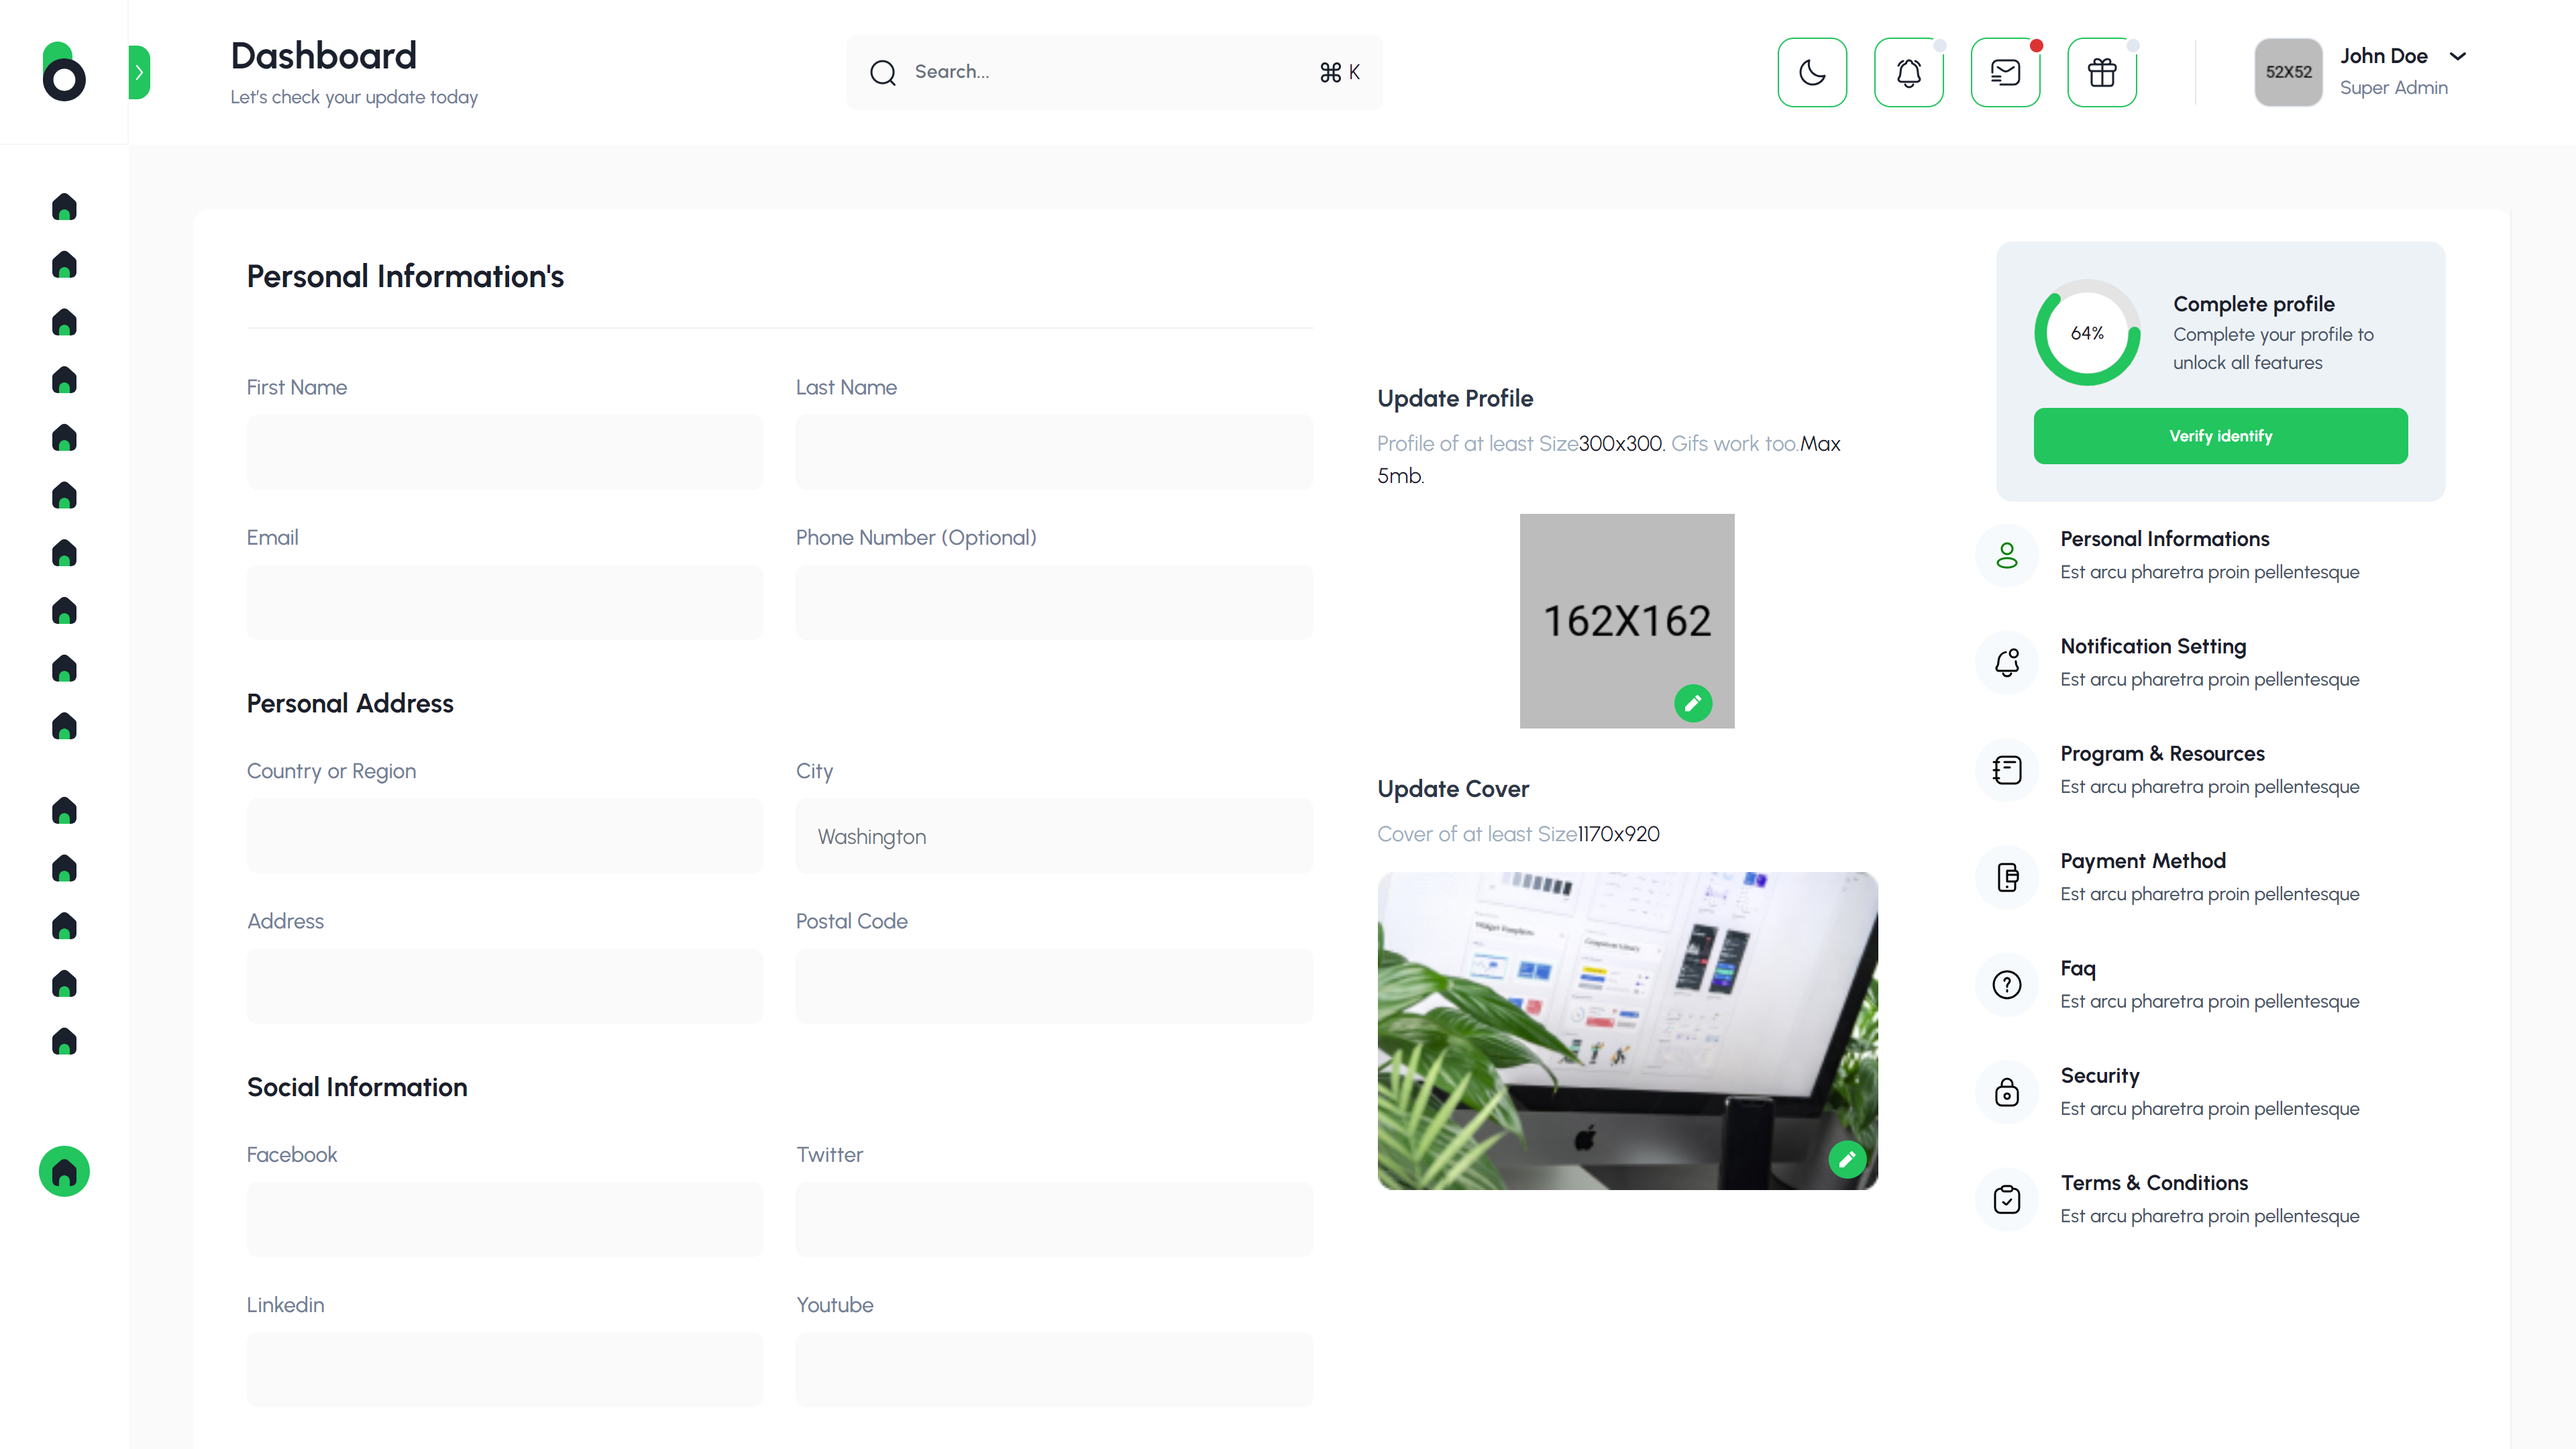 Dashboard
Let's check your update today
Search...
⌘ K
52X52
John Doe
Super Admin
Personal Information's
First Name
Last Name
Email
Phone Number (Optional)
Personal Address
Country or Region
City
Washington
Address
Postal Code
Social Information
Facebook
Twitter
Linkedin
Youtube
Update Profile
Profile of at least Size300x300. Gifs work too.Max
5mb.
162X162
Update Cover
Cover of at least Size1170x920
64%
Complete profile
Complete your profile to
unlock all features
Verify identify
Personal Informations
Est arcu pharetra proin pellentesque
Notification Setting
Est arcu pharetra proin pellentesque
Program & Resources
Est arcu pharetra proin pellentesque
Payment Method
Est arcu pharetra proin pellentesque
Faq
Est arcu pharetra proin pellentesque
Security
Est arcu pharetra proin pellentesque
Terms & Conditions
Est arcu pharetra proin pellentesque